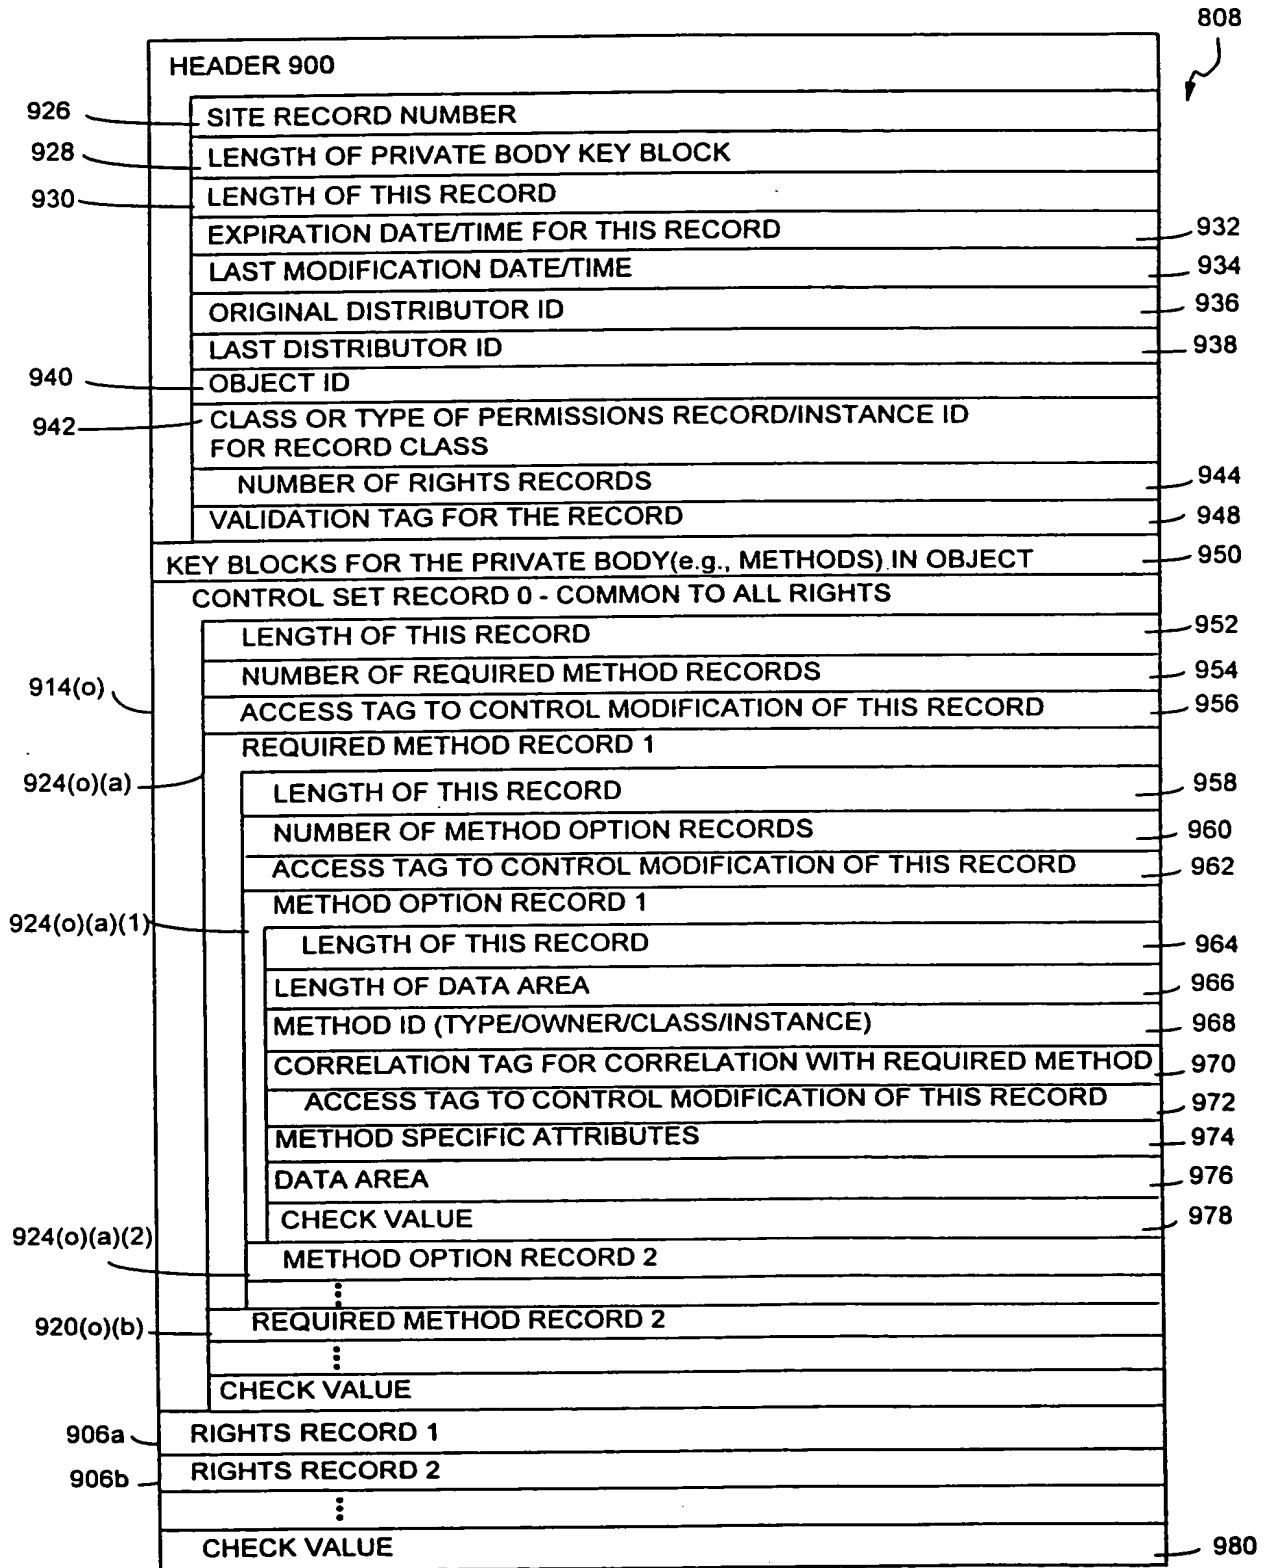 808
HEADER 900
926 SITE RECORD NUMBER
928 LENGTH OF PRIVATE BODY KEY BLOCK
930 LENGTH OF THIS RECORD
EXPIRATION DATE/TIME FOR THIS RECORD 932
LAST MODIFICATION DATE/TIME 934
ORIGINAL DISTRIBUTOR ID 936
LAST DISTRIBUTOR ID 938
940 OBJECT ID
942 CLASS OR TYPE OF PERMISSIONS RECORD/INSTANCE ID
FOR RECORD CLASS
NUMBER OF RIGHTS RECORDS 944
VALIDATION TAG FOR THE RECORD 948
KEY BLOCKS FOR THE PRIVATE BODY(e.g., METHODS) IN OBJECT 950
CONTROL SET RECORD 0 - COMMON TO ALL RIGHTS
LENGTH OF THIS RECORD 952
NUMBER OF REQUIRED METHOD RECORDS 954
914(o)
ACCESS TAG TO CONTROL MODIFICATION OF THIS RECORD 956
REQUIRED METHOD RECORD 1
924(o)(a)
LENGTH OF THIS RECORD 958
NUMBER OF METHOD OPTION RECORDS 960
ACCESS TAG TO CONTROL MODIFICATION OF THIS RECORD 962
METHOD OPTION RECORD 1
924(o)(a)(1)
LENGTH OF THIS RECORD 964
LENGTH OF DATA AREA 966
METHOD ID (TYPE/OWNER/CLASS/INSTANCE) 968
CORRELATION TAG FOR CORRELATION WITH REQUIRED METHOD 970
ACCESS TAG TO CONTROL MODIFICATION OF THIS RECORD 972
METHOD SPECIFIC ATTRIBUTES 974
DATA AREA 976
CHECK VALUE 978
924(o)(a)(2)
METHOD OPTION RECORD 2
920(o)(b) REQUIRED METHOD RECORD 2
CHECK VALUE
906a RIGHTS RECORD 1
906b RIGHTS RECORD 2
CHECK VALUE 980